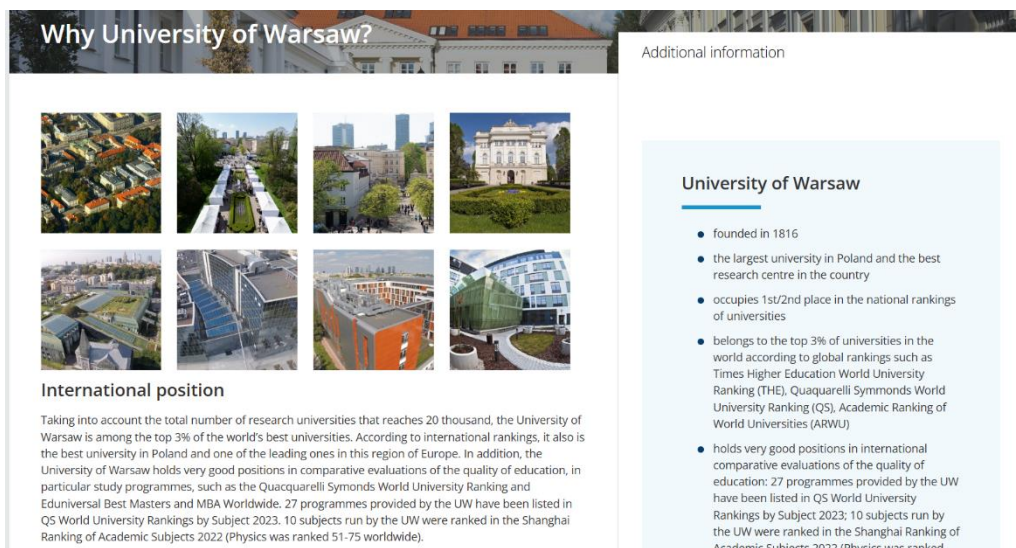 Why University of Warsaw?
International position
Taking into account the total number of research universities that reaches 20 thousand, the University of
Warsaw is among the top 3% of the world's best universities. According to international rankings, it also is
the best university in Poland and one of the leading ones in this region of Europe. In addition, the
University of Warsaw holds very good positions in comparative evaluations of the quality of education, in
particular study programmes, such as the Quacquarelli Symonds World University Ranking and
Eduniversal Best Masters and MBA Worldwide. 27 programmes provided by the UW have been listed in
QS World University Rankings by Subject 2023. 10 subjects run by the UW were ranked in the Shanghai
Ranking of Academic Subjects 2022 (Physics was ranked 51-75 worldwide).
Additional information
University of Warsaw
founded in 1816
the largest university in Poland and the best
research centre in the country
occupies 1st/2nd place in the national rankings
of universities
belongs to the top 3% of universities in the
world according to global rankings such as
Times Higher Education World University
Ranking (THE), Quaquarelli Symmonds World
University Ranking (QS), Academic Ranking of
World Universities (ARWU)
holds very good positions in international
comparative evaluations of the quality of
education: 27 programmes provided by the UW
have been listed in QS World University
Rankings by Subject 2023; 10 subjects run by
the UW were ranked in the Shanghai Ranking of
Academic Subjects 2022 (Physics was ranked